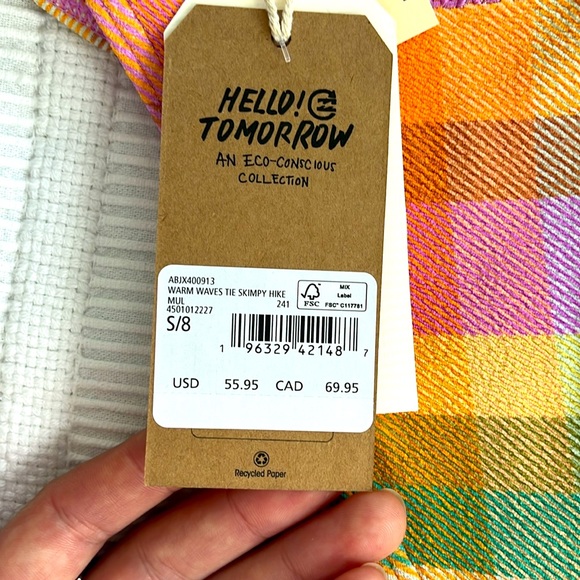 HELLO!
TOMORROW
AN ECO-CONSCIOUS
COLLECTION
ABJX400913
WARM WAVES TIE SKIMPY HIKE
MUL 241
4501012227
S/8
FSC
MIX
Label
FSC® C117781
1 96329 42148 7
USD 55.95 CAD 69.95
Recycled Paper